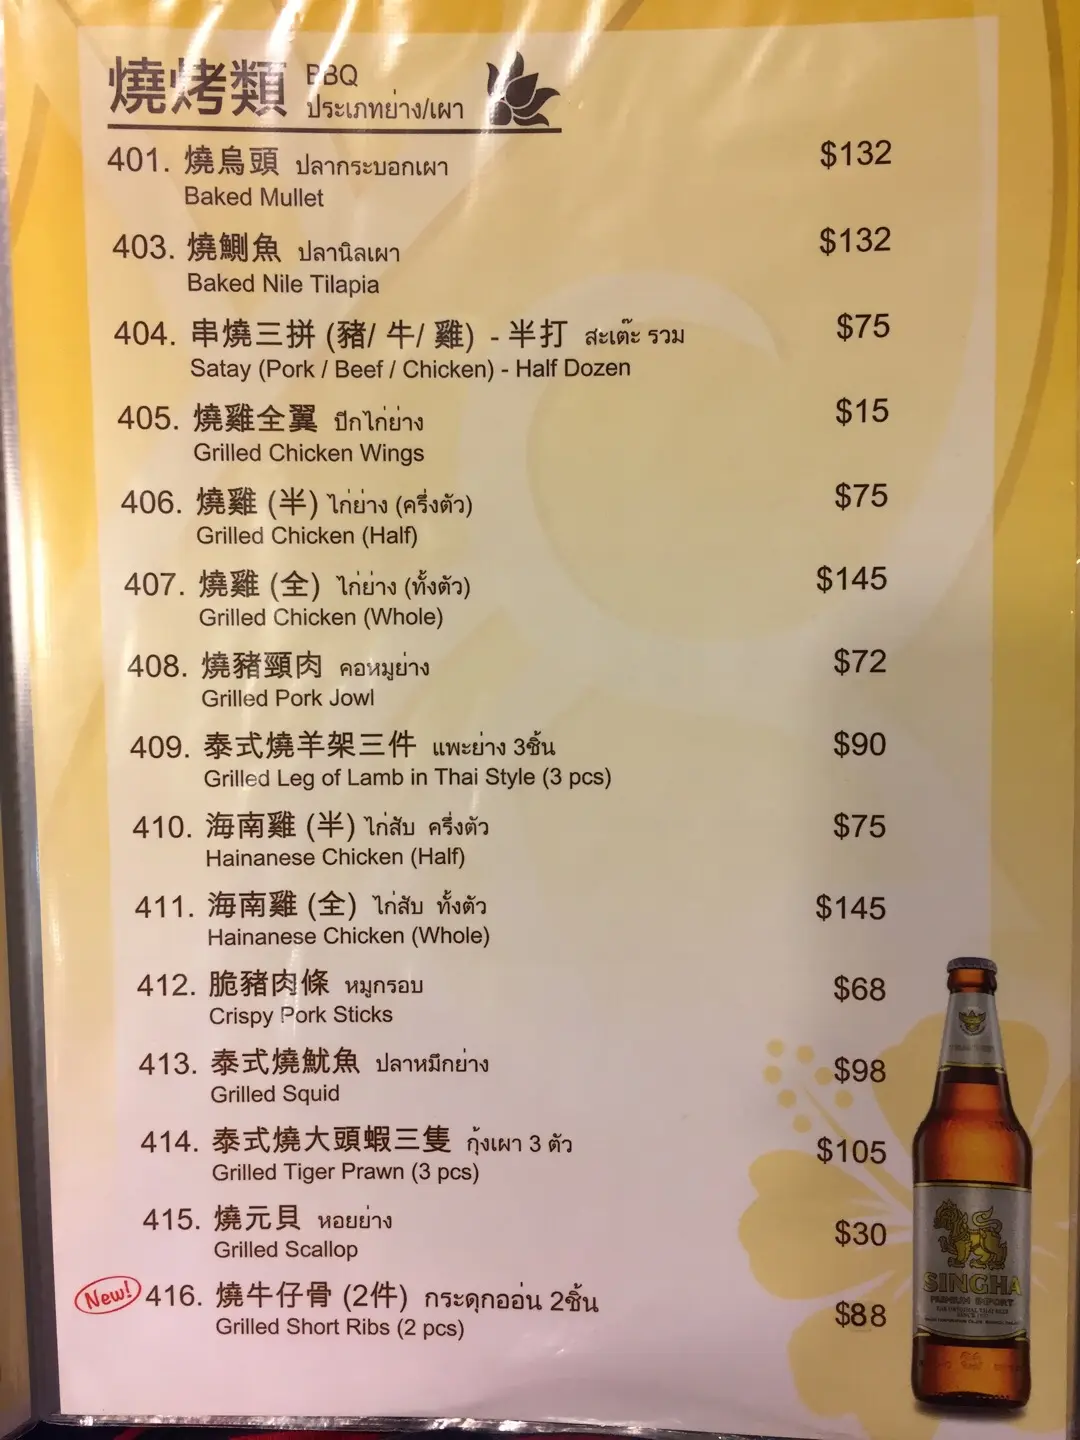 燒烤類 BBQ
ประเภทย่าง/เผา
401. 燒烏頭 ปลากระบอกเผา $132
Baked Mullet
403. 燒鰂魚 ปลานิลเผา $132
Baked Nile Tilapia
404. 串燒三拼 (豬/ 牛/ 雞) - 半打 สะเต๊ะ รวม $75
Satay (Pork / Beef / Chicken) - Half Dozen
405. 燒雞全翼 ปีกไก่ย่าง $15
Grilled Chicken Wings
406. 燒雞 (半) ไก่ย่าง (ครึ่งตัว) $75
Grilled Chicken (Half)
407. 燒雞 (全) ไก่ย่าง (ทั้งตัว) $145
Grilled Chicken (Whole)
408. 燒豬頸肉 คอหมูย่าง $72
Grilled Pork Jowl
409. 泰式燒羊架三件 แพะย่าง 3ชิ้น $90
Grilled Leg of Lamb in Thai Style (3 pcs)
410. 海南雞 (半) ไก่สับ ครึ่งตัว $75
Hainanese Chicken (Half)
411. 海南雞 (全) ไก่สับ ทั้งตัว $145
Hainanese Chicken (Whole)
412. 脆豬肉條 หมูกรอบ $68
Crispy Pork Sticks
413. 泰式燒魷魚 ปลาหมึกย่าง $98
Grilled Squid
414. 泰式燒大頭蝦三隻 กุ้งเผา 3 ตัว $105
Grilled Tiger Prawn (3 pcs)
415. 燒元貝 หอยย่าง $30
Grilled Scallop
New! 416. 燒牛仔骨 (2件) กระดุกออ่น 2ชิ้น $88
Grilled Short Ribs (2 pcs)
SINGHA
PREMIUM IMPORT